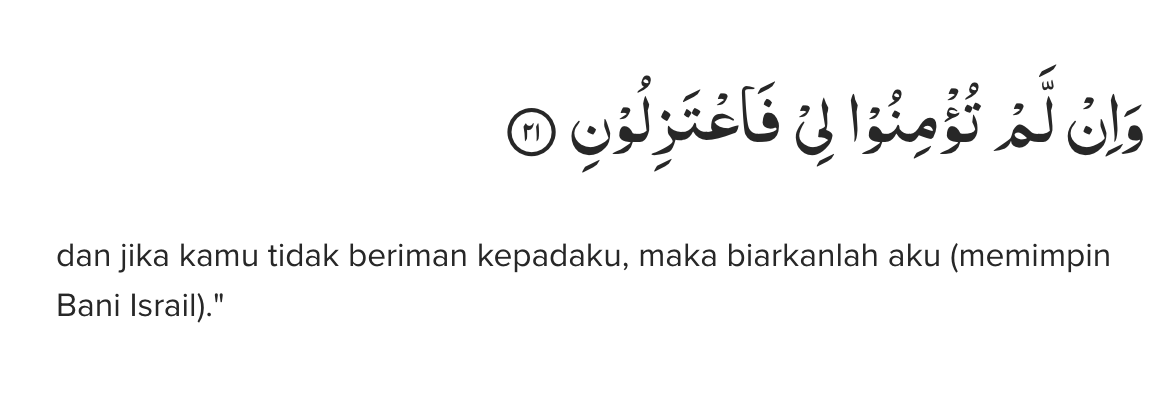 وَاِنْ لَّمْ تُؤْمِنُوْا لِيْ فَاعْتَزِلُوْنِ ٢١
dan jika kamu tidak beriman kepadaku, maka biarkanlah aku (memimpin
Bani Israil)."